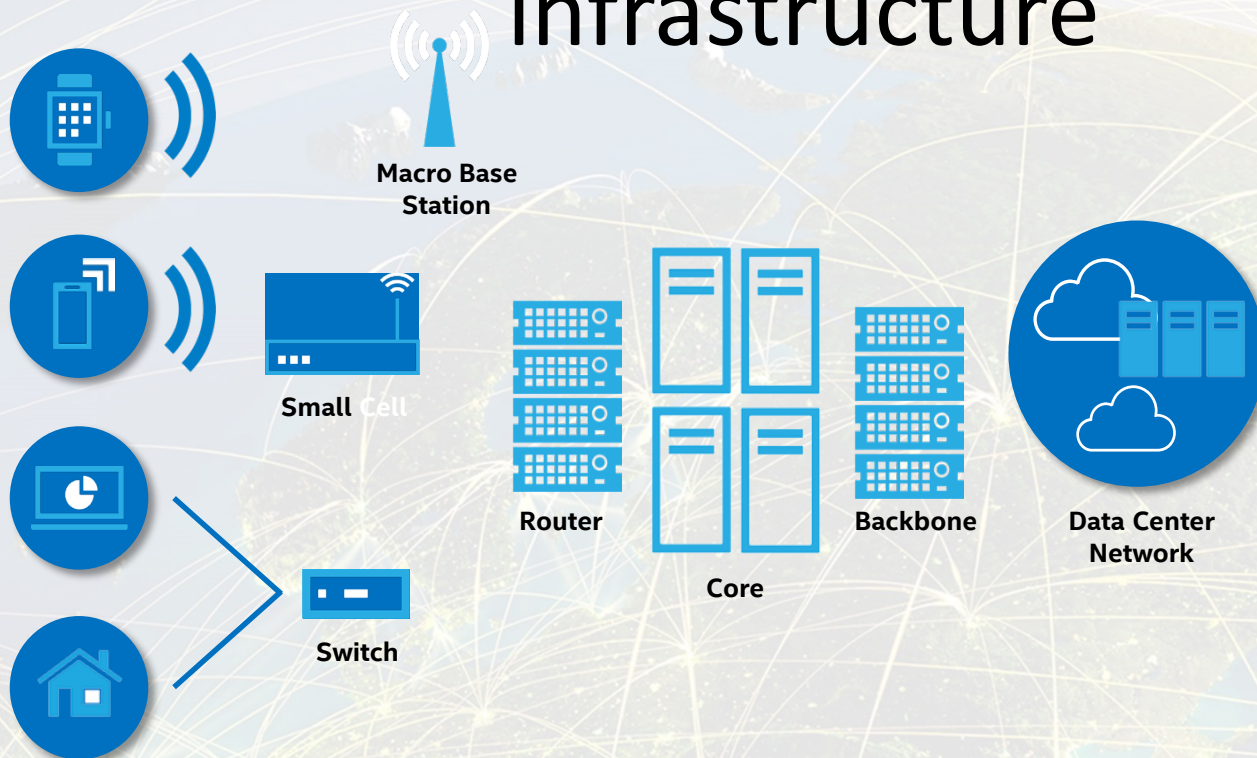 Infrastructure
Macro Base
Station
Small Cell
Router
Backbone
Data Center
Network
Core
Switch